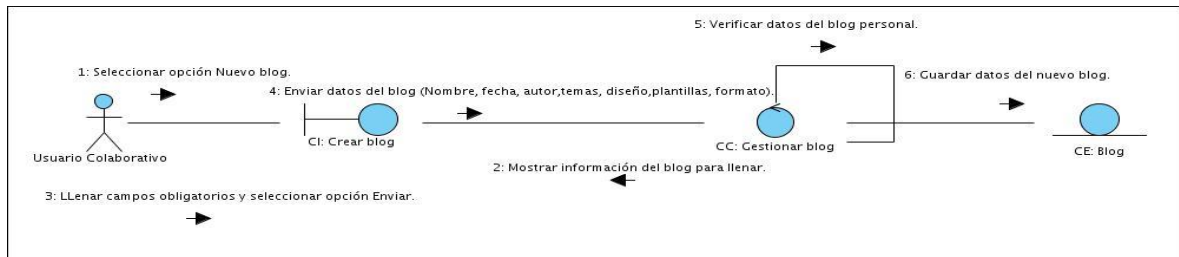 5: Verificar datos del blog personal.
1: Seleccionar opción Nuevo blog.
6: Guardar datos del nuevo blog.
4: Enviar datos del blog (Nombre, fecha, autor,temas, diseño,plantillas, formato).
CI: Crear blog
CC: Gestionar blog
CE: Blog
Usuario Colaborativo
2: Mostrar información del blog para llenar.
3: LLenar campos obligatorios y seleccionar opción Enviar.